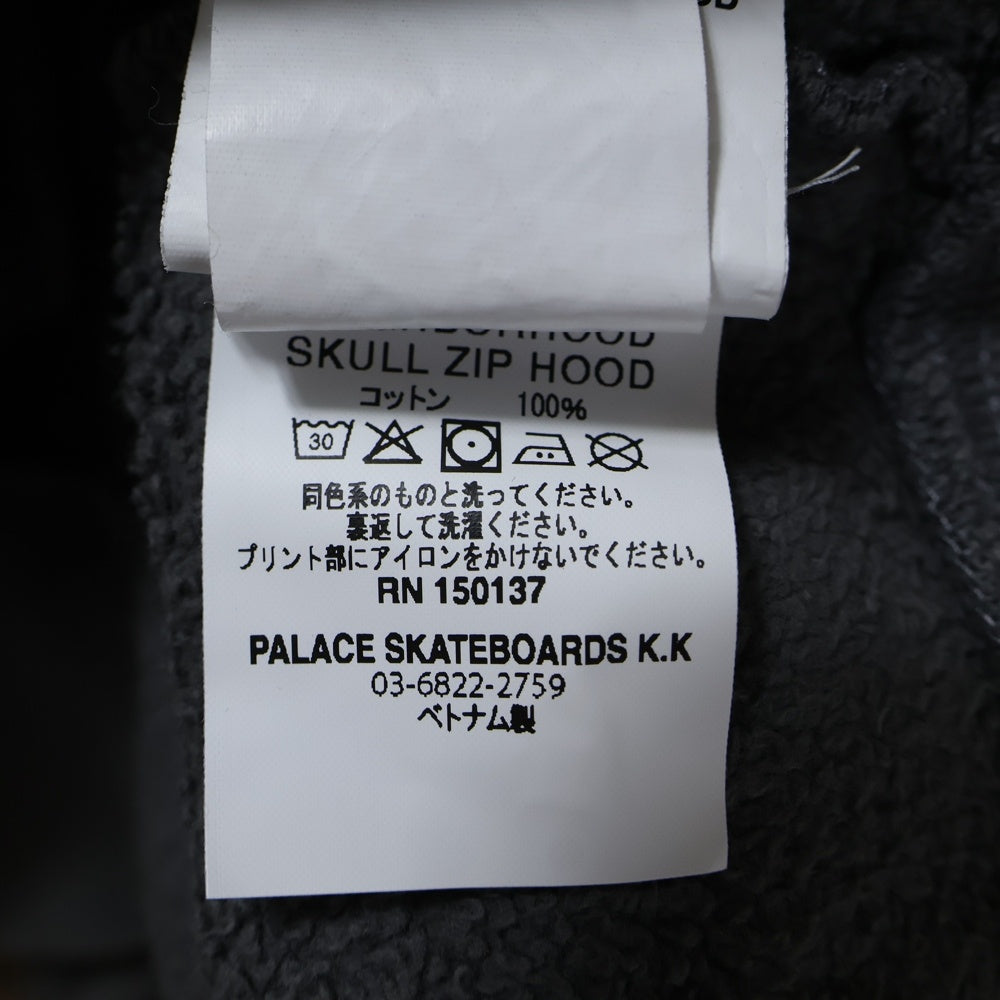 SKULL ZIP HOOD
コットン 100%
30
同色系のものと洗ってください。
裏返して洗濯ください。
プリント部にアイロンをかけないでください。
RN 150137
PALACE SKATEBOARDS K.K
03-6822-2759
ベトナム製